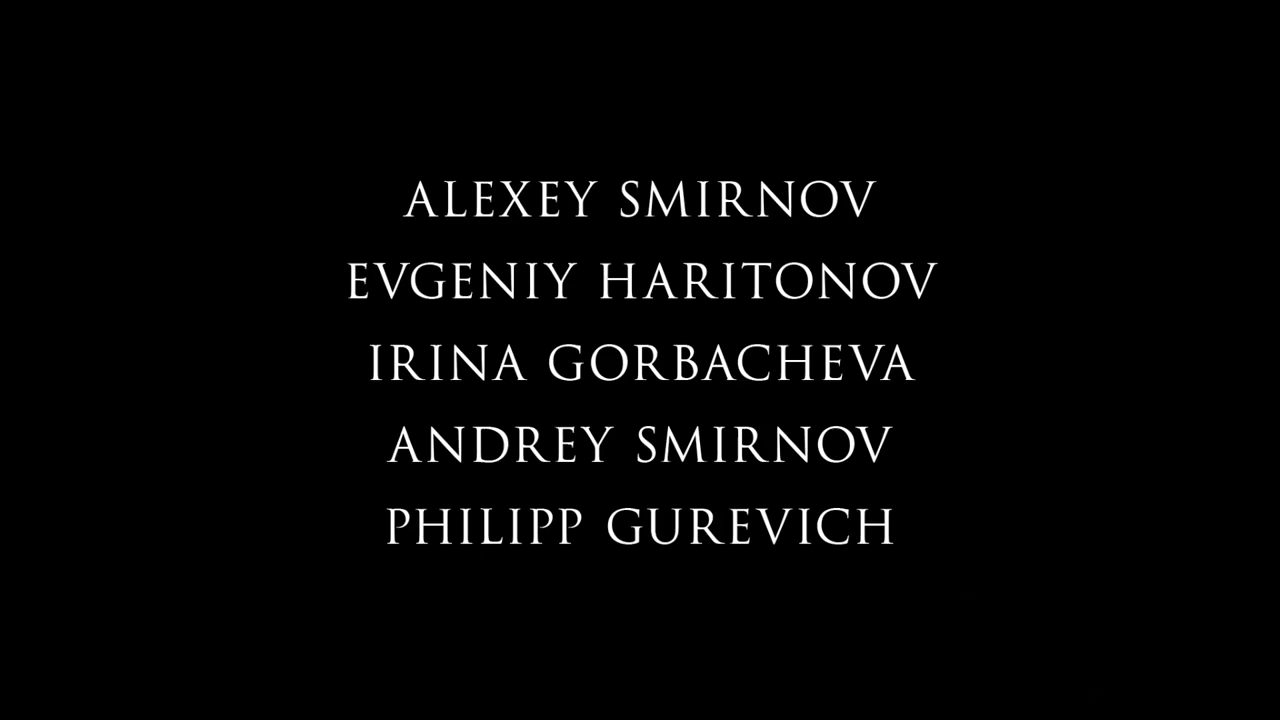 ALEXEY SMIRNOV
EVGENIY HARITONOV
IRINA GORBACHEVA
ANDREY SMIRNOV
PHILIPP GUREVICH